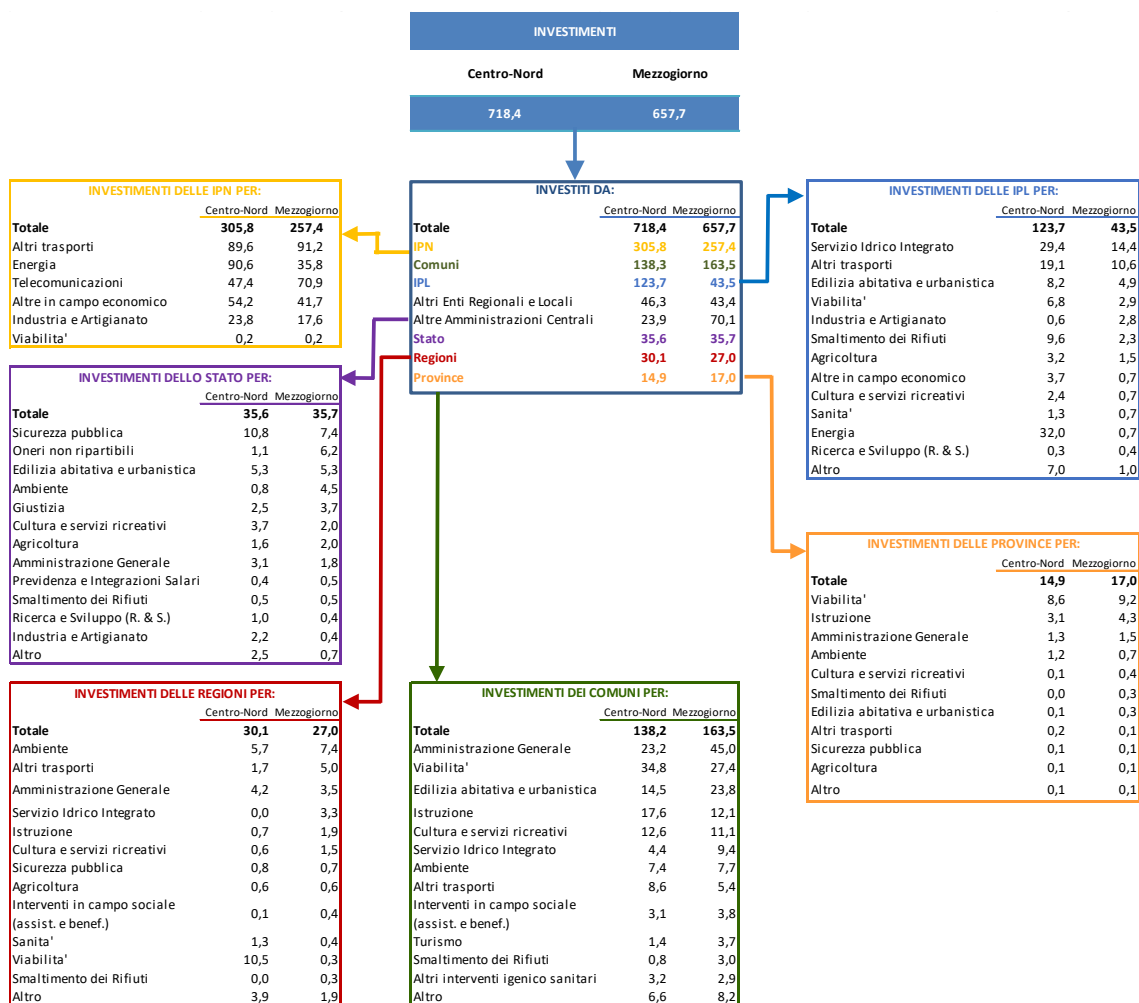 INVESTIMENTI
Centro-Nord Mezzogiorno
718,4 657,7
INVESTIMENTI DELLE IPN PER:
Centro-Nord Mezzogiorno
Totale 305,8 257,4
Altri trasporti 89,6 91,2
Energia 90,6 35,8
Telecomunicazioni 47,4 70,9
Altre in campo economico 54,2 41,7
Industria e Artigianato 23,8 17,6
Viabilita' 0,2 0,2
INVESTITI DA:
Centro-Nord Mezzogiorno
Totale 718,4 657,7
IPN 305,8 257,4
Comuni 138,3 163,5
IPL 123,7 43,5
Altri Enti Regionali e Locali 46,3 43,4
Altre Amministrazioni Centrali 23,9 70,1
Stato 35,6 35,7
Regioni 30,1 27,0
Province 14,9 17,0
INVESTIMENTI DELLE IPL PER:
Centro-Nord Mezzogiorno
Totale 123,7 43,5
Servizio Idrico Integrato 29,4 14,4
Altri trasporti 19,1 10,6
Edilizia abitativa e urbanistica 8,2 4,9
Viabilita' 6,8 2,9
Industria e Artigianato 0,6 2,8
Smaltimento dei Rifiuti 9,6 2,3
Agricoltura 3,2 1,5
Altre in campo economico 3,7 0,7
Cultura e servizi ricreativi 2,4 0,7
Sanita' 1,3 0,7
Energia 32,0 0,7
Ricerca e Sviluppo (R. & S.) 0,3 0,4
Altro 7,0 1,0
INVESTIMENTI DELLO STATO PER:
Centro-Nord Mezzogiorno
Totale 35,6 35,7
Sicurezza pubblica 10,8 7,4
Oneri non ripartibili 1,1 6,2
Edilizia abitativa e urbanistica 5,3 5,3
Ambiente 0,8 4,5
Giustizia 2,5 3,7
Cultura e servizi ricreativi 3,7 2,0
Agricoltura 1,6 2,0
Amministrazione Generale 3,1 1,8
Previdenza e Integrazioni Salari 0,4 0,5
Smaltimento dei Rifiuti 0,5 0,5
Ricerca e Sviluppo (R. & S.) 1,0 0,4
Industria e Artigianato 2,2 0,4
Altro 2,5 0,7
INVESTIMENTI DELLE PROVINCE PER:
Centro-Nord Mezzogiorno
Totale 14,9 17,0
Viabilita' 8,6 9,2
Istruzione 3,1 4,3
Amministrazione Generale 1,3 1,5
Ambiente 1,2 0,7
Cultura e servizi ricreativi 0,1 0,4
Smaltimento dei Rifiuti 0,0 0,3
Edilizia abitativa e urbanistica 0,1 0,3
Altri trasporti 0,2 0,1
Sicurezza pubblica 0,1 0,1
Agricoltura 0,1 0,1
Altro 0,1 0,1
INVESTIMENTI DELLE REGIONI PER:
Centro-Nord Mezzogiorno
Totale 30,1 27,0
Ambiente 5,7 7,4
Altri trasporti 1,7 5,0
Amministrazione Generale 4,2 3,5
Servizio Idrico Integrato 0,0 3,3
Istruzione 0,7 1,9
Cultura e servizi ricreativi 0,6 1,5
Sicurezza pubblica 0,8 0,7
Agricoltura 0,6 0,6
Interventi in campo sociale
(assist. e benef.) 0,1 0,4
Sanita' 1,3 0,4
Viabilita' 10,5 0,3
Smaltimento dei Rifiuti 0,0 0,3
Altro 3,9 1,9
INVESTIMENTI DEI COMUNI PER:
Centro-Nord Mezzogiorno
Totale 138,2 163,5
Amministrazione Generale 23,2 45,0
Viabilita' 34,8 27,4
Edilizia abitativa e urbanistica 14,5 23,8
Istruzione 17,6 12,1
Cultura e servizi ricreativi 12,6 11,1
Servizio Idrico Integrato 4,4 9,4
Ambiente 7,4 7,7
Altri trasporti 8,6 5,4
Interventi in campo sociale
(assist. e benef.) 3,1 3,8
Turismo 1,4 3,7
Smaltimento dei Rifiuti 0,8 3,0
Altri interventi igenico sanitari 3,2 2,9
Altro 6,6 8,2